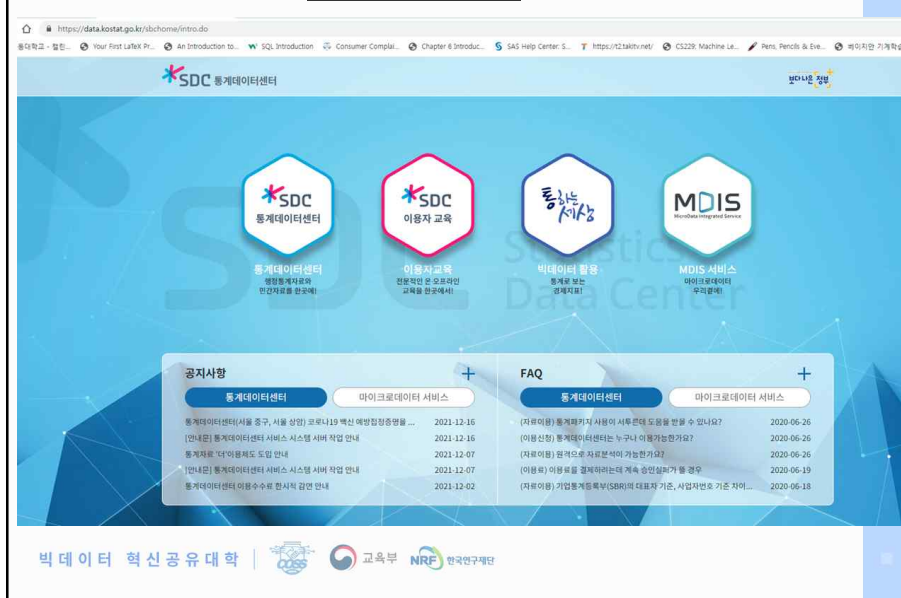 https://data.kostat.go.kr/sbchome/intro.do
Your First LaTeX Pr...
An Introduction to...
SQL Introduction
Consumer Complai...
Chapter 6 Introduc...
SAS Help Center: S...
https://t2.takitv.net/
CS229: Machine Le...
Pens, Pencils & Eve...
베이지안 기계학습
SDC 통계데이터센터
보다나은 정부
SDC
통계데이터센터
SDC
이용자 교육
통하는
세상
MDIS
MicroData Integrated Service
Statistics
SDC Data Center
통계데이터센터
행정통계자료와
민간자료를 한곳에!
이용자교육
전문적인 온·오프라인
교육을 한곳에서!
빅데이터 활용
통계로 보는
경제지표!
MDIS 서비스
마이크로데이터
우리곁에!
공지사항
통계데이터센터
마이크로데이터 서비스
통계데이터센터(서울 중구, 서울 상암) 코로나19 백신 예방접종증명을 ... 2021-12-16
[안내문] 통계데이터센터 서비스 시스템 서버 작업 안내 2021-12-16
통계자료 '더'이용제도 도입 안내 2021-12-07
[안내문] 통계데이터센터 서비스 시스템 서버 작업 안내 2021-12-07
통계데이터센터 이용수수료 한시적 감면 안내 2021-12-02
FAQ
통계데이터센터
마이크로데이터 서비스
(자료이용) 통계패키지 사용이 서투른데 도움을 받을 수 있나요? 2020-06-26
(이용신청) 통계데이터센터는 누구나 이용가능한가요? 2020-06-26
(자료이용) 원격으로 자료분석이 가능한가요? 2020-06-26
(이용료) 이용료를 결제하려는데 계속 승인실패가 뜰 경우 2020-06-19
(자료이용) 기업통계등록부(SBR)의 대표자 기준, 사업자번호 기준 차이... 2020-06-18
빅데이터 혁신공유대학
COSS
교육부
NRF 한국연구재단